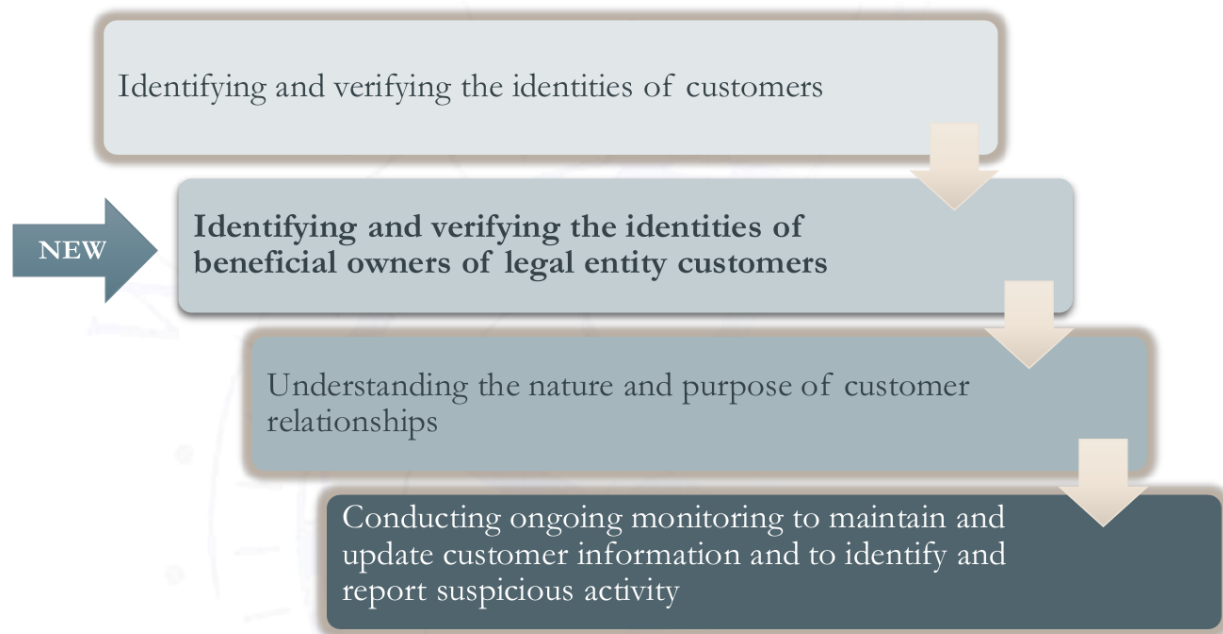 Identifying and verifying the identities of customers
NEW
Identifying and verifying the identities of
beneficial owners of legal entity customers
Understanding the nature and purpose of customer
relationships
Conducting ongoing monitoring to maintain and
update customer information and to identify and
report suspicious activity